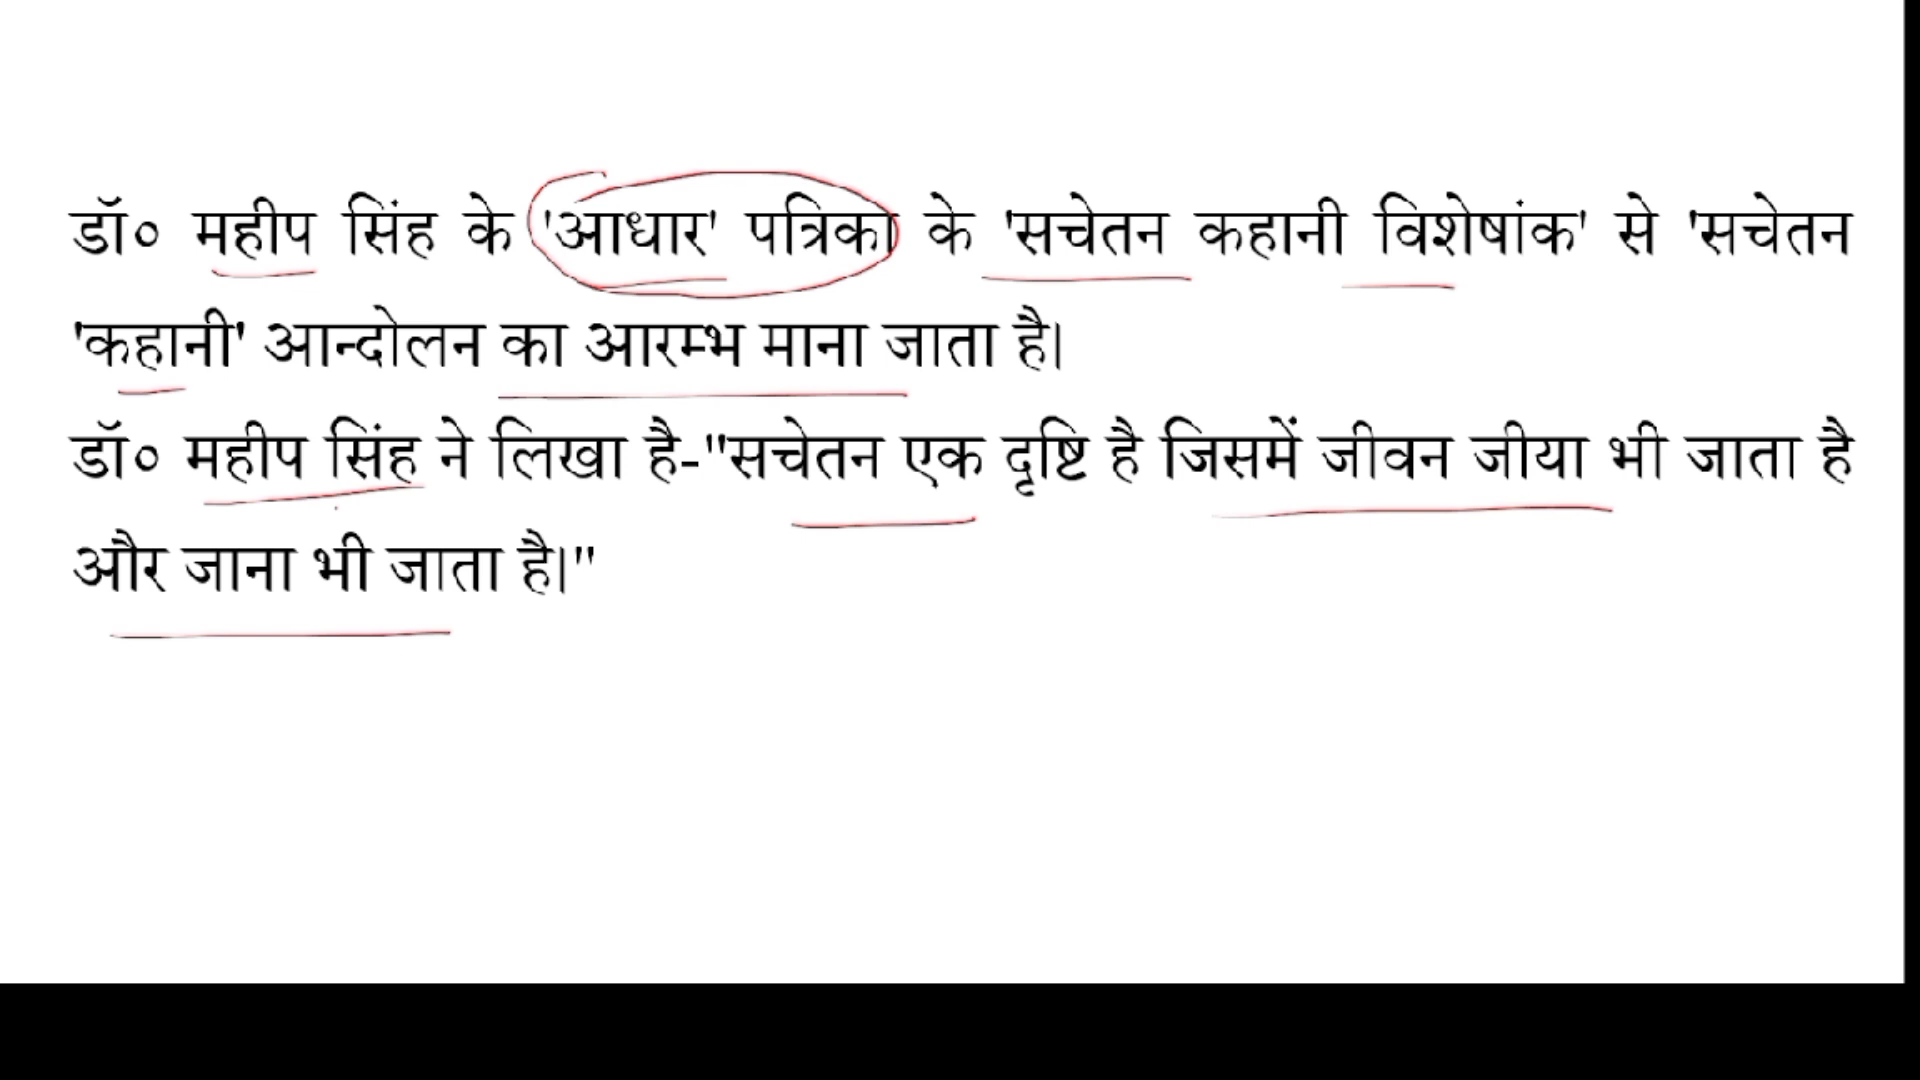 डॉ० महीप सिंह के 'आधार' पत्रिका के 'सचेतन कहानी विशेषांक' से 'सचेतन
'कहानी' आन्दोलन का आरम्भ माना जाता है।
डॉ० महीप सिंह ने लिखा है-"सचेतन एक दृष्टि है जिसमें जीवन जीया भी जाता है
और जाना भी जाता है।"